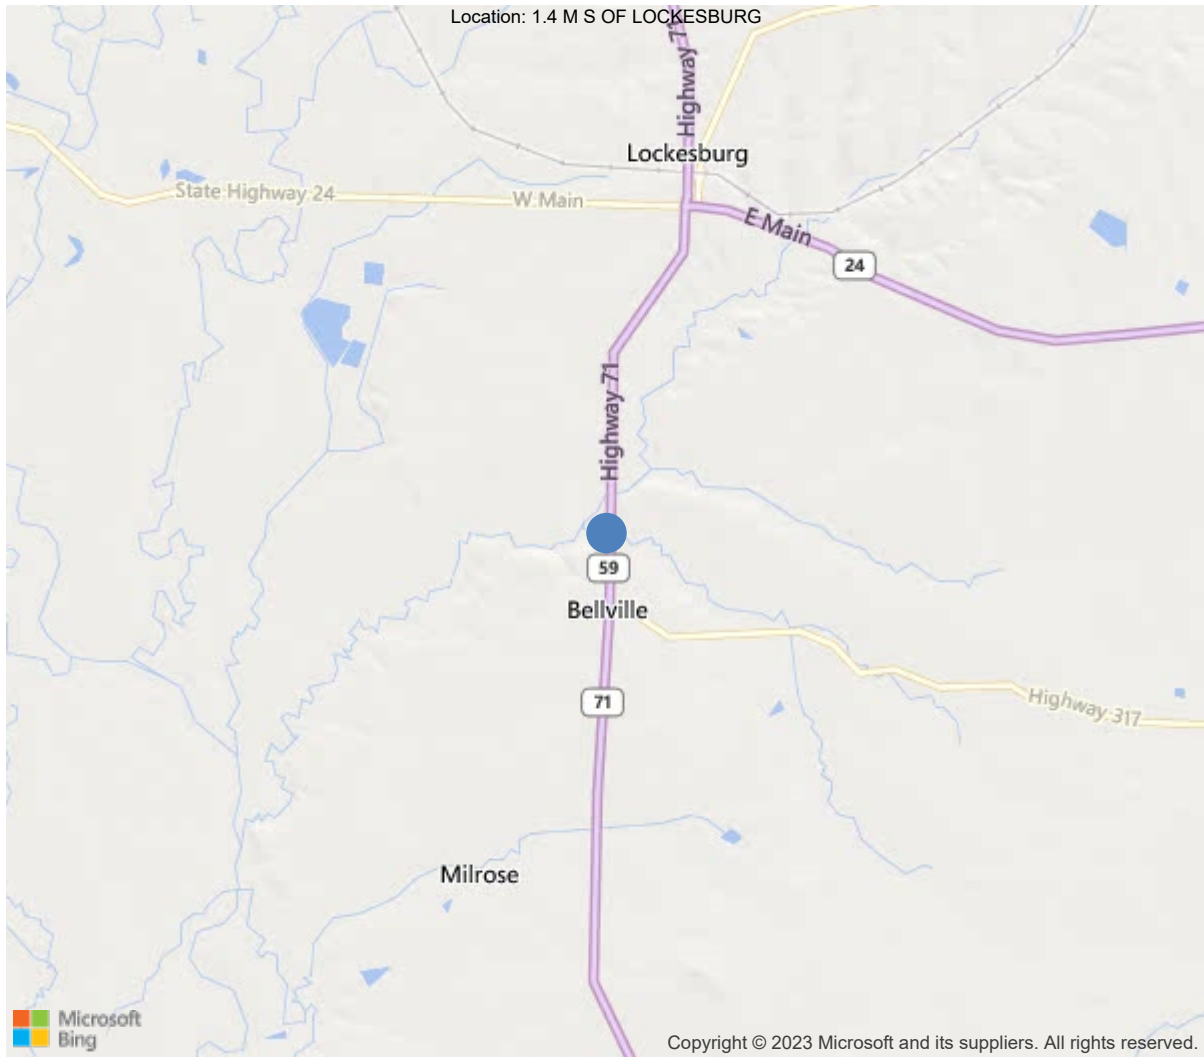 Location: 1.4 M S OF LOCKESBURG
Highway 71
Lockesburg
State Highway 24
W Main
E Main
24
Highway 71
59
Bellville
71
Highway 317
Milrose
Microsoft
Bing
Copyright © 2023 Microsoft and its suppliers. All rights reserved.